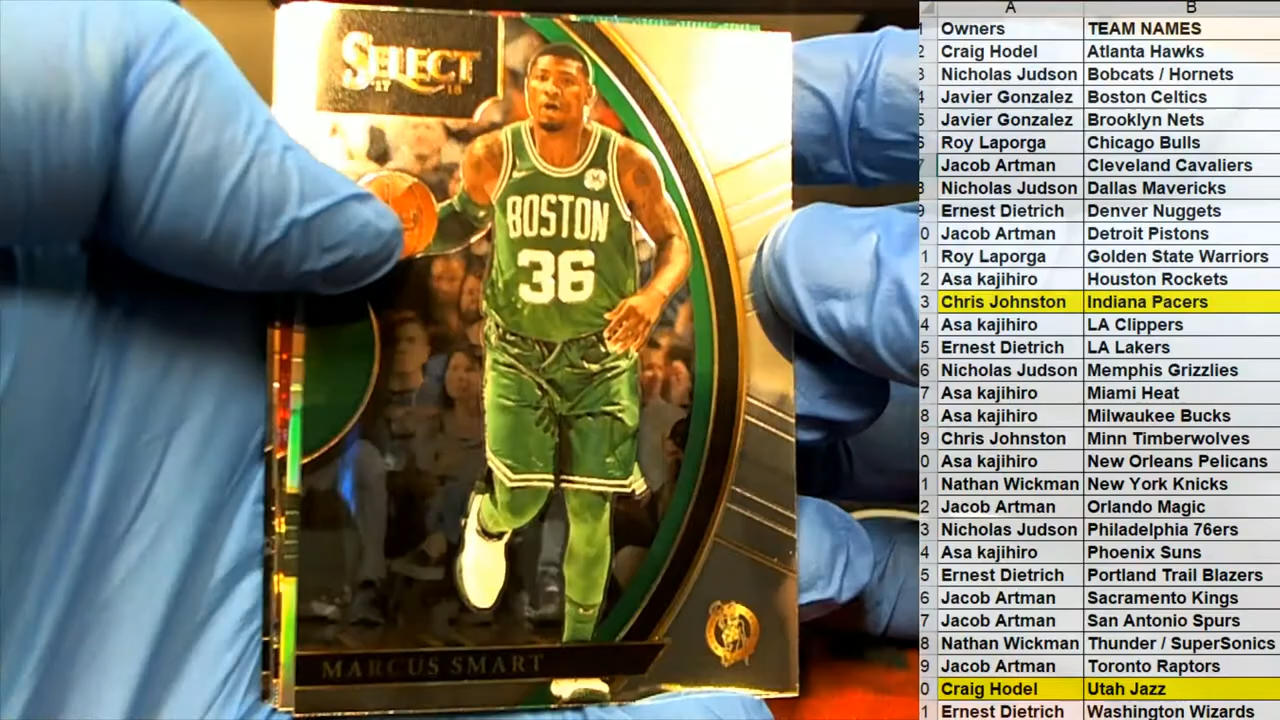 SELECT
17 18
BOSTON
36
MARCUS SMART
A B
1 Owners TEAM NAMES
2 Craig Hodel Atlanta Hawks
3 Nicholas Judson Bobcats / Hornets
4 Javier Gonzalez Boston Celtics
5 Javier Gonzalez Brooklyn Nets
6 Roy Laporga Chicago Bulls
7 Jacob Artman Cleveland Cavaliers
8 Nicholas Judson Dallas Mavericks
9 Ernest Dietrich Denver Nuggets
0 Jacob Artman Detroit Pistons
1 Roy Laporga Golden State Warriors
2 Asa kajihiro Houston Rockets
3 Chris Johnston Indiana Pacers
4 Asa kajihiro LA Clippers
5 Ernest Dietrich LA Lakers
6 Nicholas Judson Memphis Grizzlies
7 Asa kajihiro Miami Heat
8 Asa kajihiro Milwaukee Bucks
9 Chris Johnston Minn Timberwolves
0 Asa kajihiro New Orleans Pelicans
1 Nathan Wickman New York Knicks
2 Jacob Artman Orlando Magic
3 Nicholas Judson Philadelphia 76ers
4 Asa kajihiro Phoenix Suns
5 Ernest Dietrich Portland Trail Blazers
6 Jacob Artman Sacramento Kings
7 Jacob Artman San Antonio Spurs
8 Nathan Wickman Thunder / SuperSonics
9 Jacob Artman Toronto Raptors
0 Craig Hodel Utah Jazz
1 Ernest Dietrich Washington Wizards